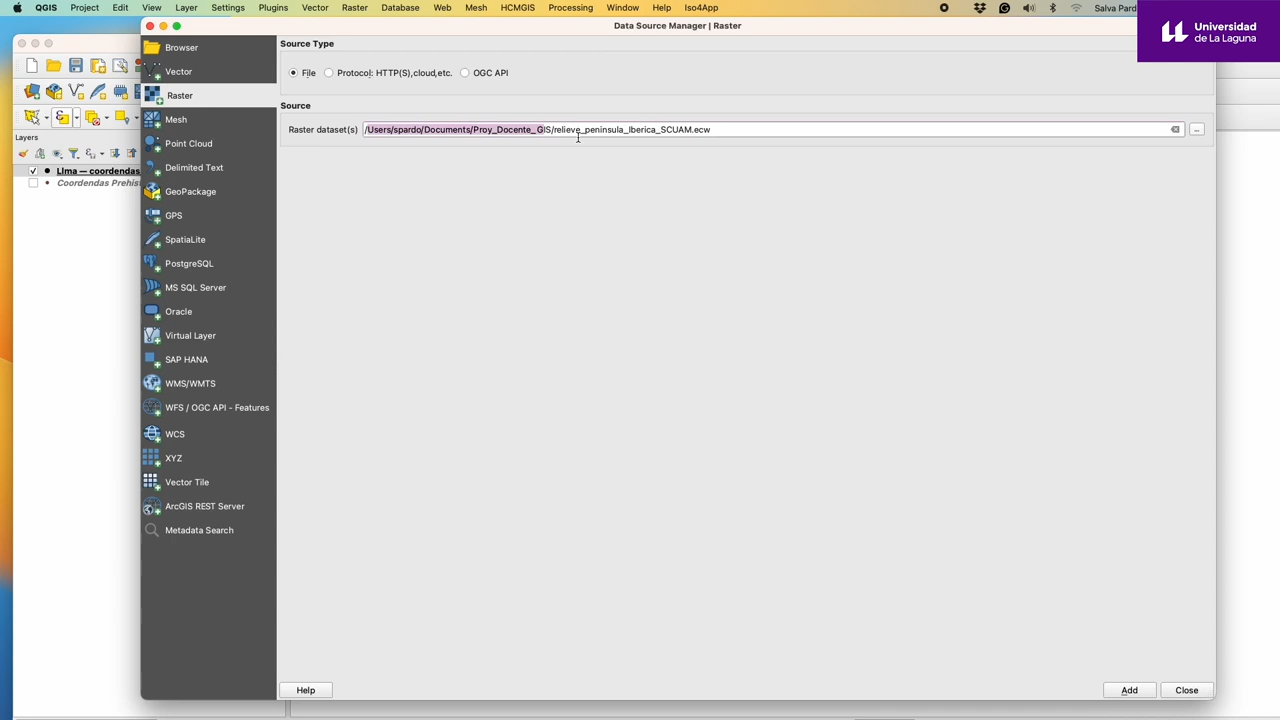 QGIS Project Edit View Layer Settings Plugins Vector Raster Database Web Mesh HCMGIS Processing Window Help Iso4App Salva Pard
Universidad
de La Laguna
Data Source Manager | Raster
Browser
Vector
Raster
Mesh
Point Cloud
Delimited Text
GeoPackage
GPS
SpatiaLite
PostgreSQL
MS SQL Server
Oracle
Virtual Layer
SAP HANA
WMS/WMTS
WFS / OGC API - Features
WCS
XYZ
Vector Tile
ArcGIS REST Server
Metadata Search
Source Type
File Protocol: HTTP(S),cloud,etc. OGC API
Source
Raster dataset(s) /Users/spardo/Documents/Proy_Docente_GIS/relieve_peninsula_Iberica_SCUAM.ecw ...
Help Add Close
Layers
LIma — coordendas
Coordendas Prehis